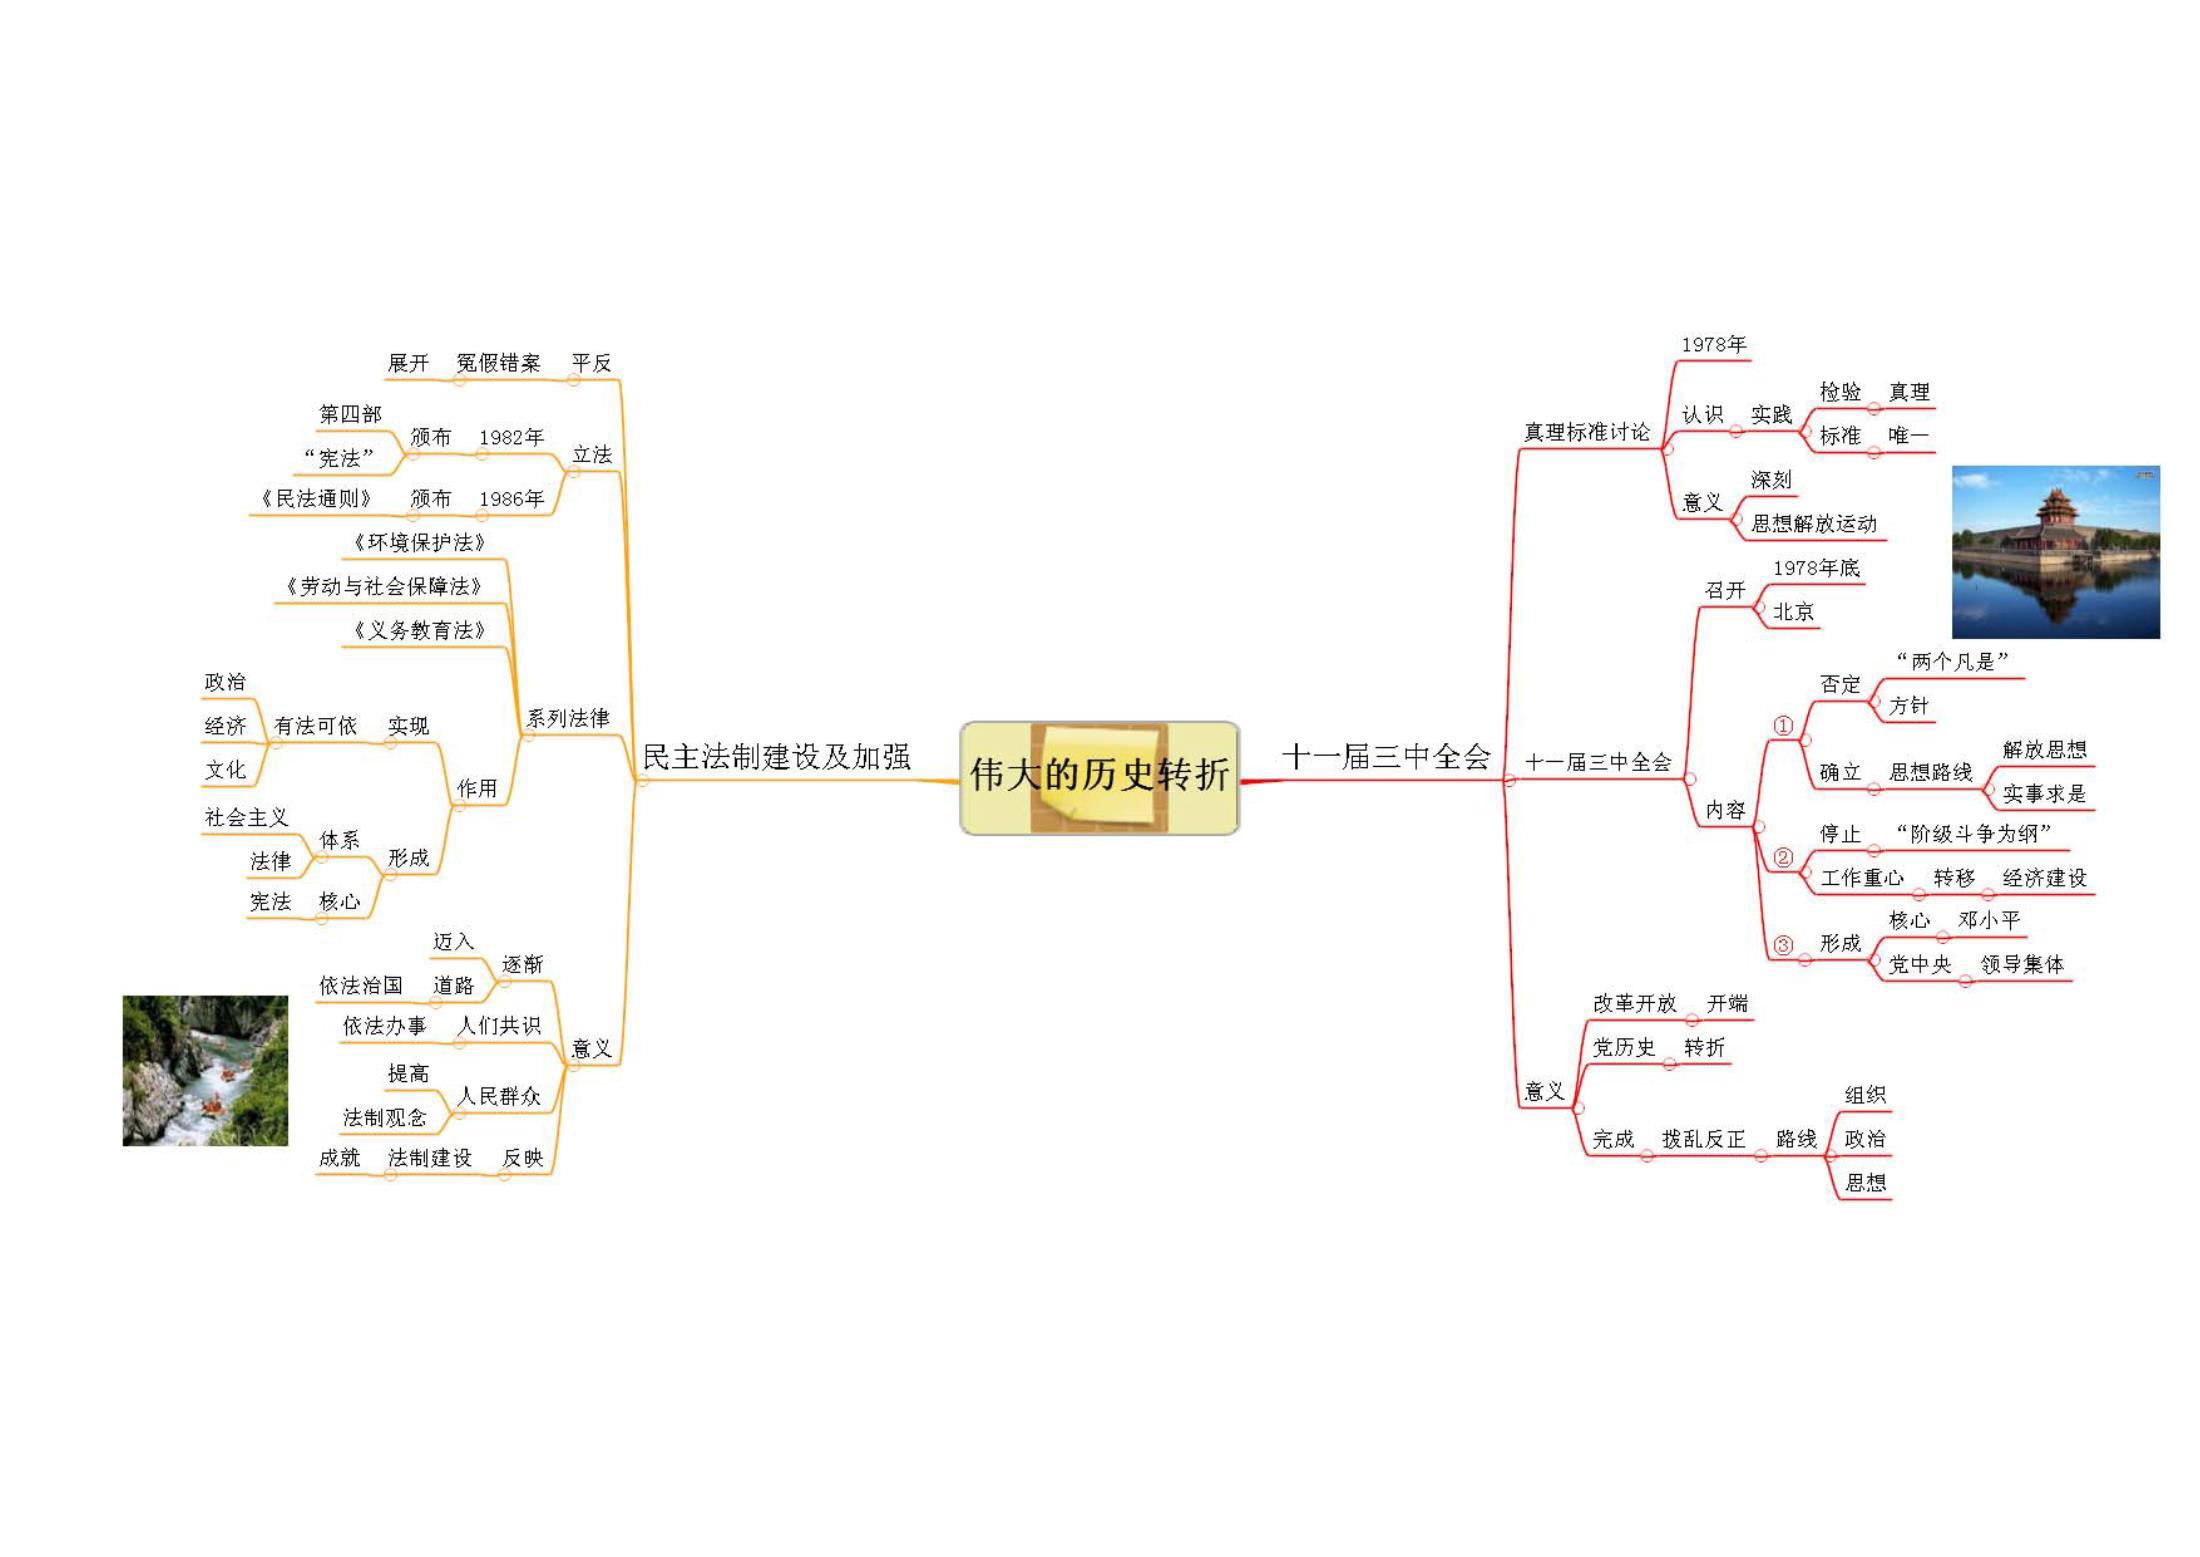 伟大的历史转折
十一届三中全会
真理标准讨论
1978年
认识
实践
检验
真理
标准
唯一
意义
深刻
思想解放运动
十一届三中全会
召开
1978年底
北京
内容
①
否定
“两个凡是”
方针
确立
思想路线
解放思想
实事求是
②
停止
“阶级斗争为纲”
工作重心
转移
经济建设
③
形成
核心
邓小平
党中央
领导集体
意义
改革开放
开端
党历史
转折
完成
拨乱反正
路线
组织
政治
思想
民主法制建设及加强
平反
冤假错案
展开
立法
1982年
颁布
第四部
“宪法”
1986年
颁布
《民法通则》
系列法律
《环境保护法》
《劳动与社会保障法》
《义务教育法》
作用
实现
有法可依
政治
经济
文化
形成
体系
社会主义
法律
核心
宪法
意义
逐渐
迈入
道路
依法治国
人们共识
依法办事
人民群众
提高
法制观念
反映
法制建设
成就